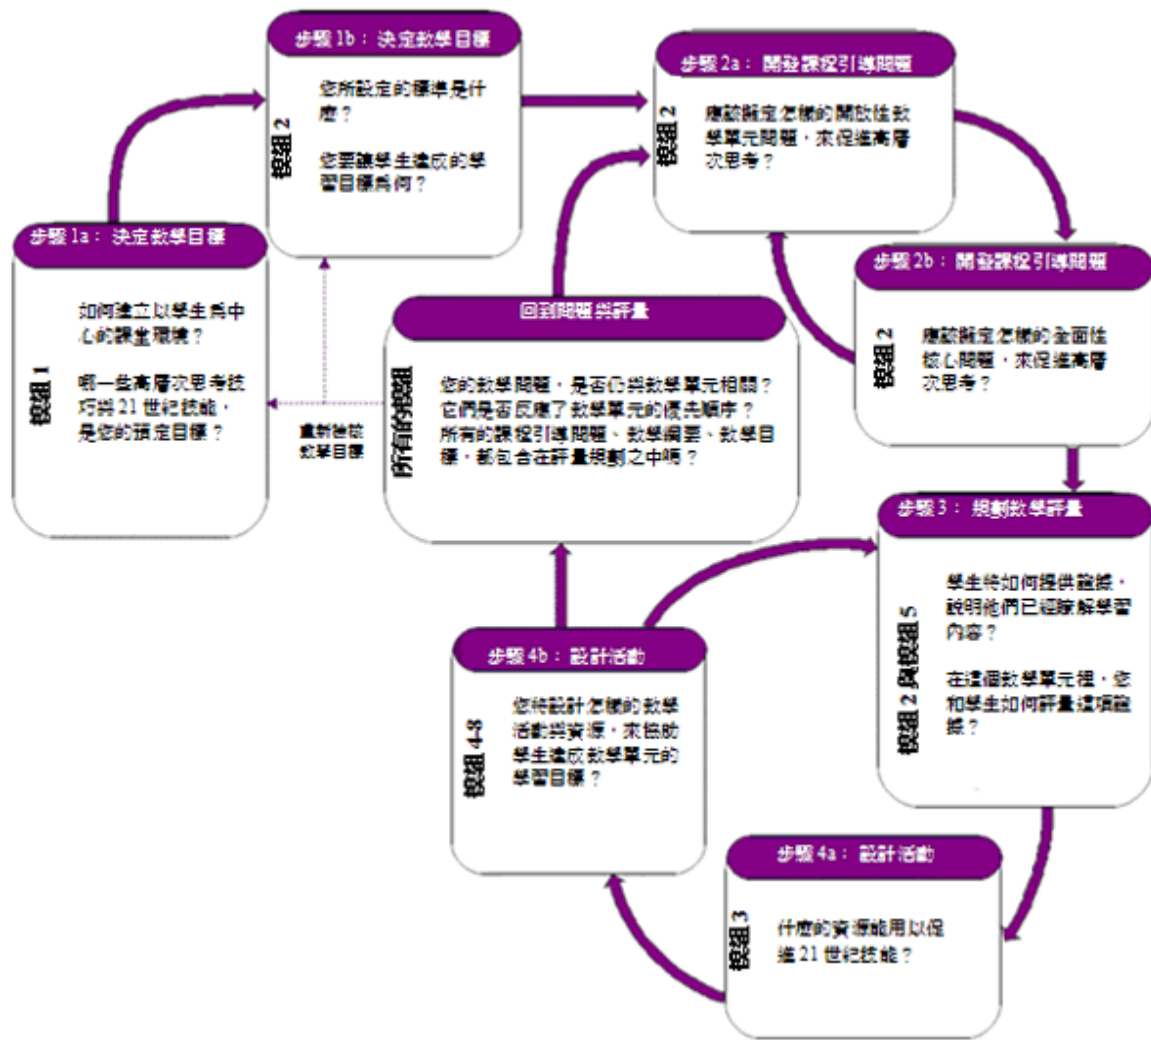 步驟 1a： 決定教學目標
模組 1
如何建立以學生為中
心的課堂環境？
哪一些高層次思考技
巧與 21 世紀技能，
是您的預定目標？
步驟 1b： 決定教學目標
模組 2
您所設定的標準是什
麼？
您要讓學生達成的學
習目標為何？
步驟 2a： 開發課程引導問題
模組 2
應該擬定怎樣的開放性教
學單元問題，來促進高層
次思考？
步驟 2b： 開發課程引導問題
模組 2
應該擬定怎樣的全面性
核心問題，來促進高層
次思考？
回到問題與評量
所有的模組
您的教學問題，是否仍與教學單元相關？
它們是否反應了教學單元的優先順序？
所有的課程引導問題、教學綱要、教學目
標，都包含在評量規劃之中嗎？
重新檢核
教學目標
步驟 3： 規劃教學評量
模組 2 與模組 5
學生將如何提供證據，
說明他們已經瞭解學習
內容？
在這個教學單元裡，您
和學生如何評量這項證
據？
步驟 4a： 設計活動
模組 3
什麼的資源能用以促
進 21 世紀技能？
步驟 4b： 設計活動
模組 4-8
您將設計怎樣的教學
活動與資源，來協助
學生達成教學單元的
學習目標？